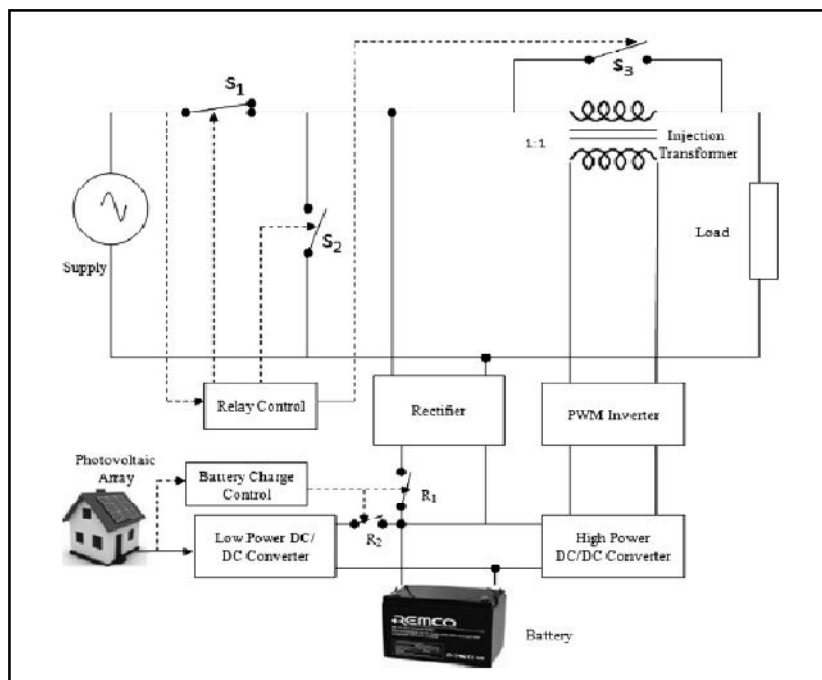 S1
S2
S3
1:1
Injection
Transformer
Supply
Load
Relay Control
Rectifier
PWM Inverter
Photovoltaic
Array
Battery Charge
Control
R1
R2
Low Power DC/
DC Converter
High Power
DC/DC Converter
REMCO
Battery